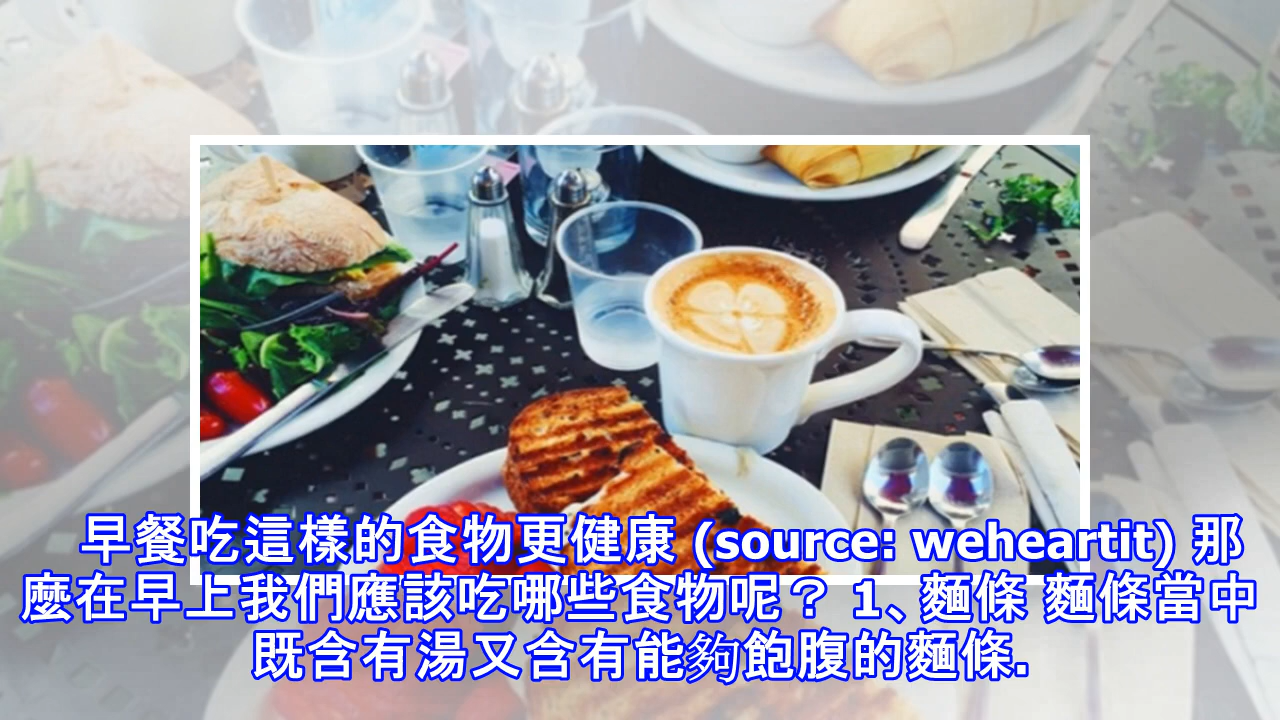 早餐吃這樣的食物更健康 (source: weheartit) 那
麼在早上我們應該吃哪些食物呢？ 1、麵條 麵條當中
既含有湯又含有能夠飽腹的麵條.